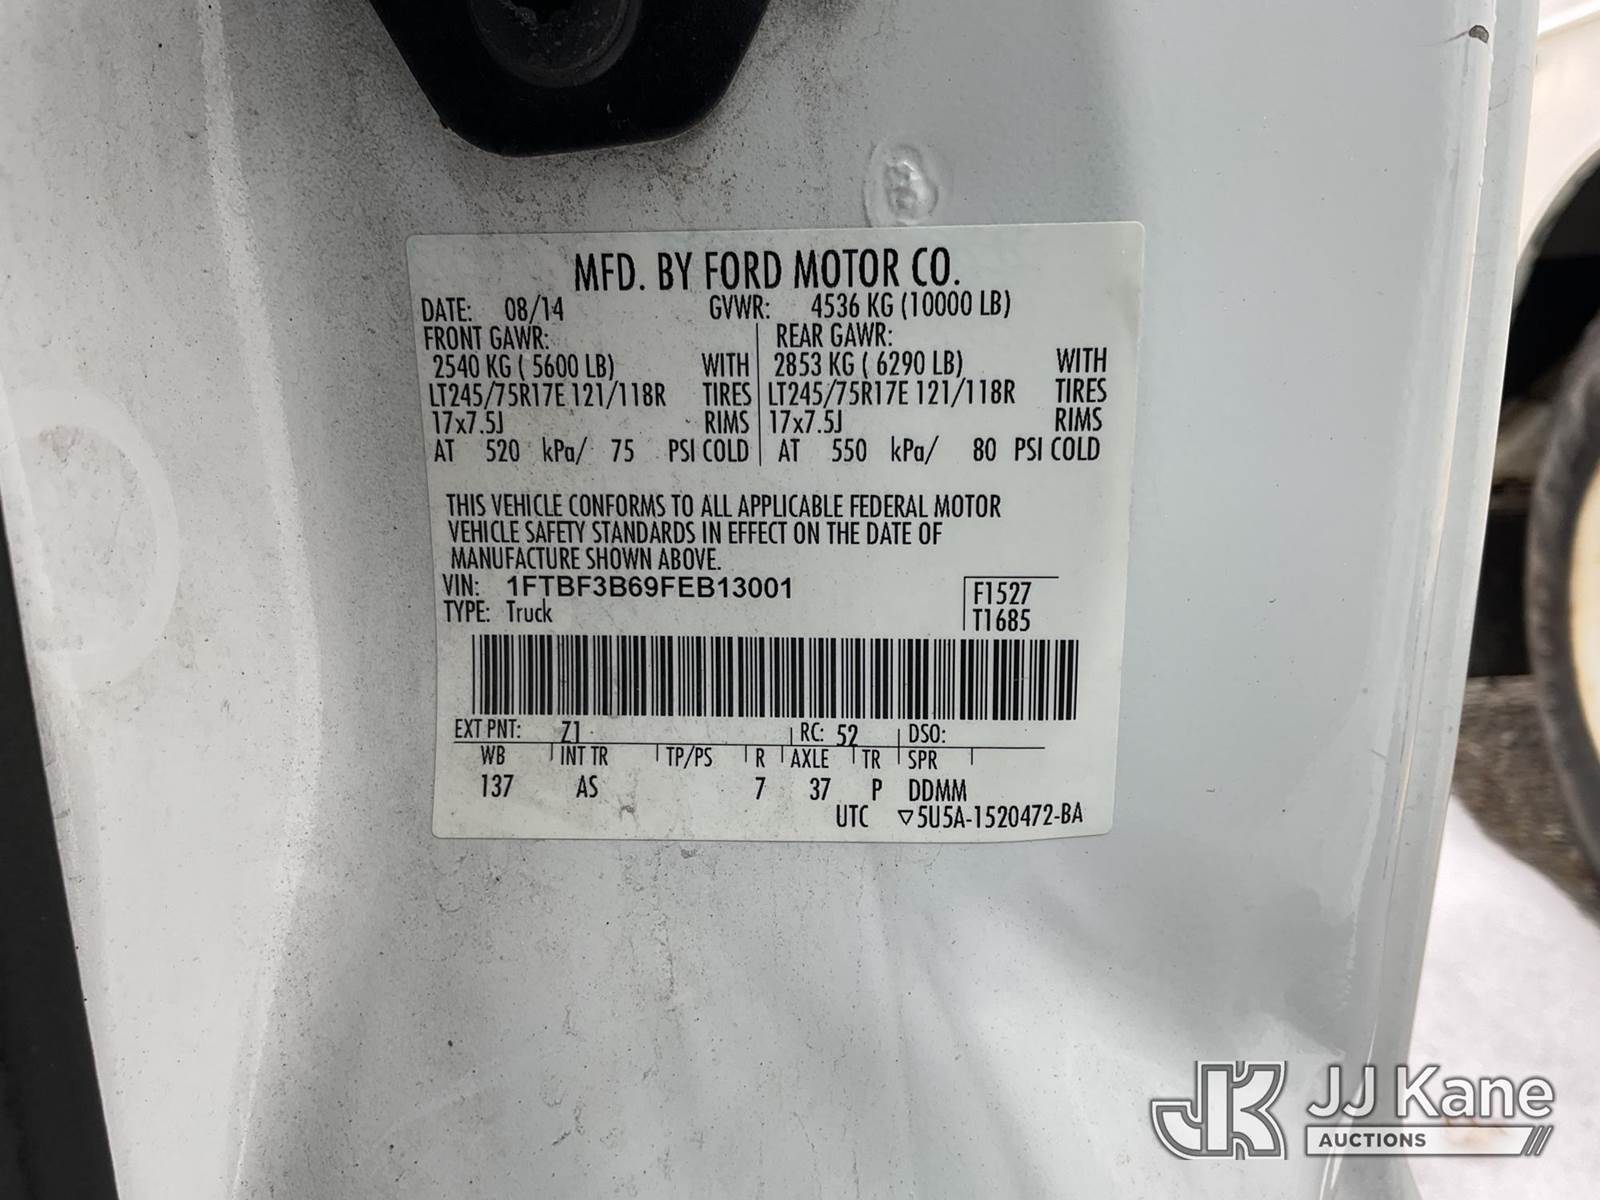 MFD. BY FORD MOTOR CO.
DATE: 08/14 GVWR: 4536 KG (10000 LB)
FRONT GAWR: REAR GAWR:
2540 KG ( 5600 LB) WITH 2853 KG ( 6290 LB) WITH
LT245/75R17E 121/118R TIRES LT245/75R17E 121/118R TIRES
17x7.5J RIMS 17x7.5J RIMS
AT 520 kPa/ 75 PSI COLD AT 550 kPa/ 80 PSI COLD
THIS VEHICLE CONFORMS TO ALL APPLICABLE FEDERAL MOTOR
VEHICLE SAFETY STANDARDS IN EFFECT ON THE DATE OF
MANUFACTURE SHOWN ABOVE.
VIN: 1FTBF3B69FEB13001 F1527
TYPE: Truck T1685
EXT PNT: Z1 RC: 52 DSO:
WB INT TR TP/PS R AXLE TR SPR
137 AS 7 37 P DDMM
UTC ▽5U5A-1520472-BA
JK JJ Kane
AUCTIONS